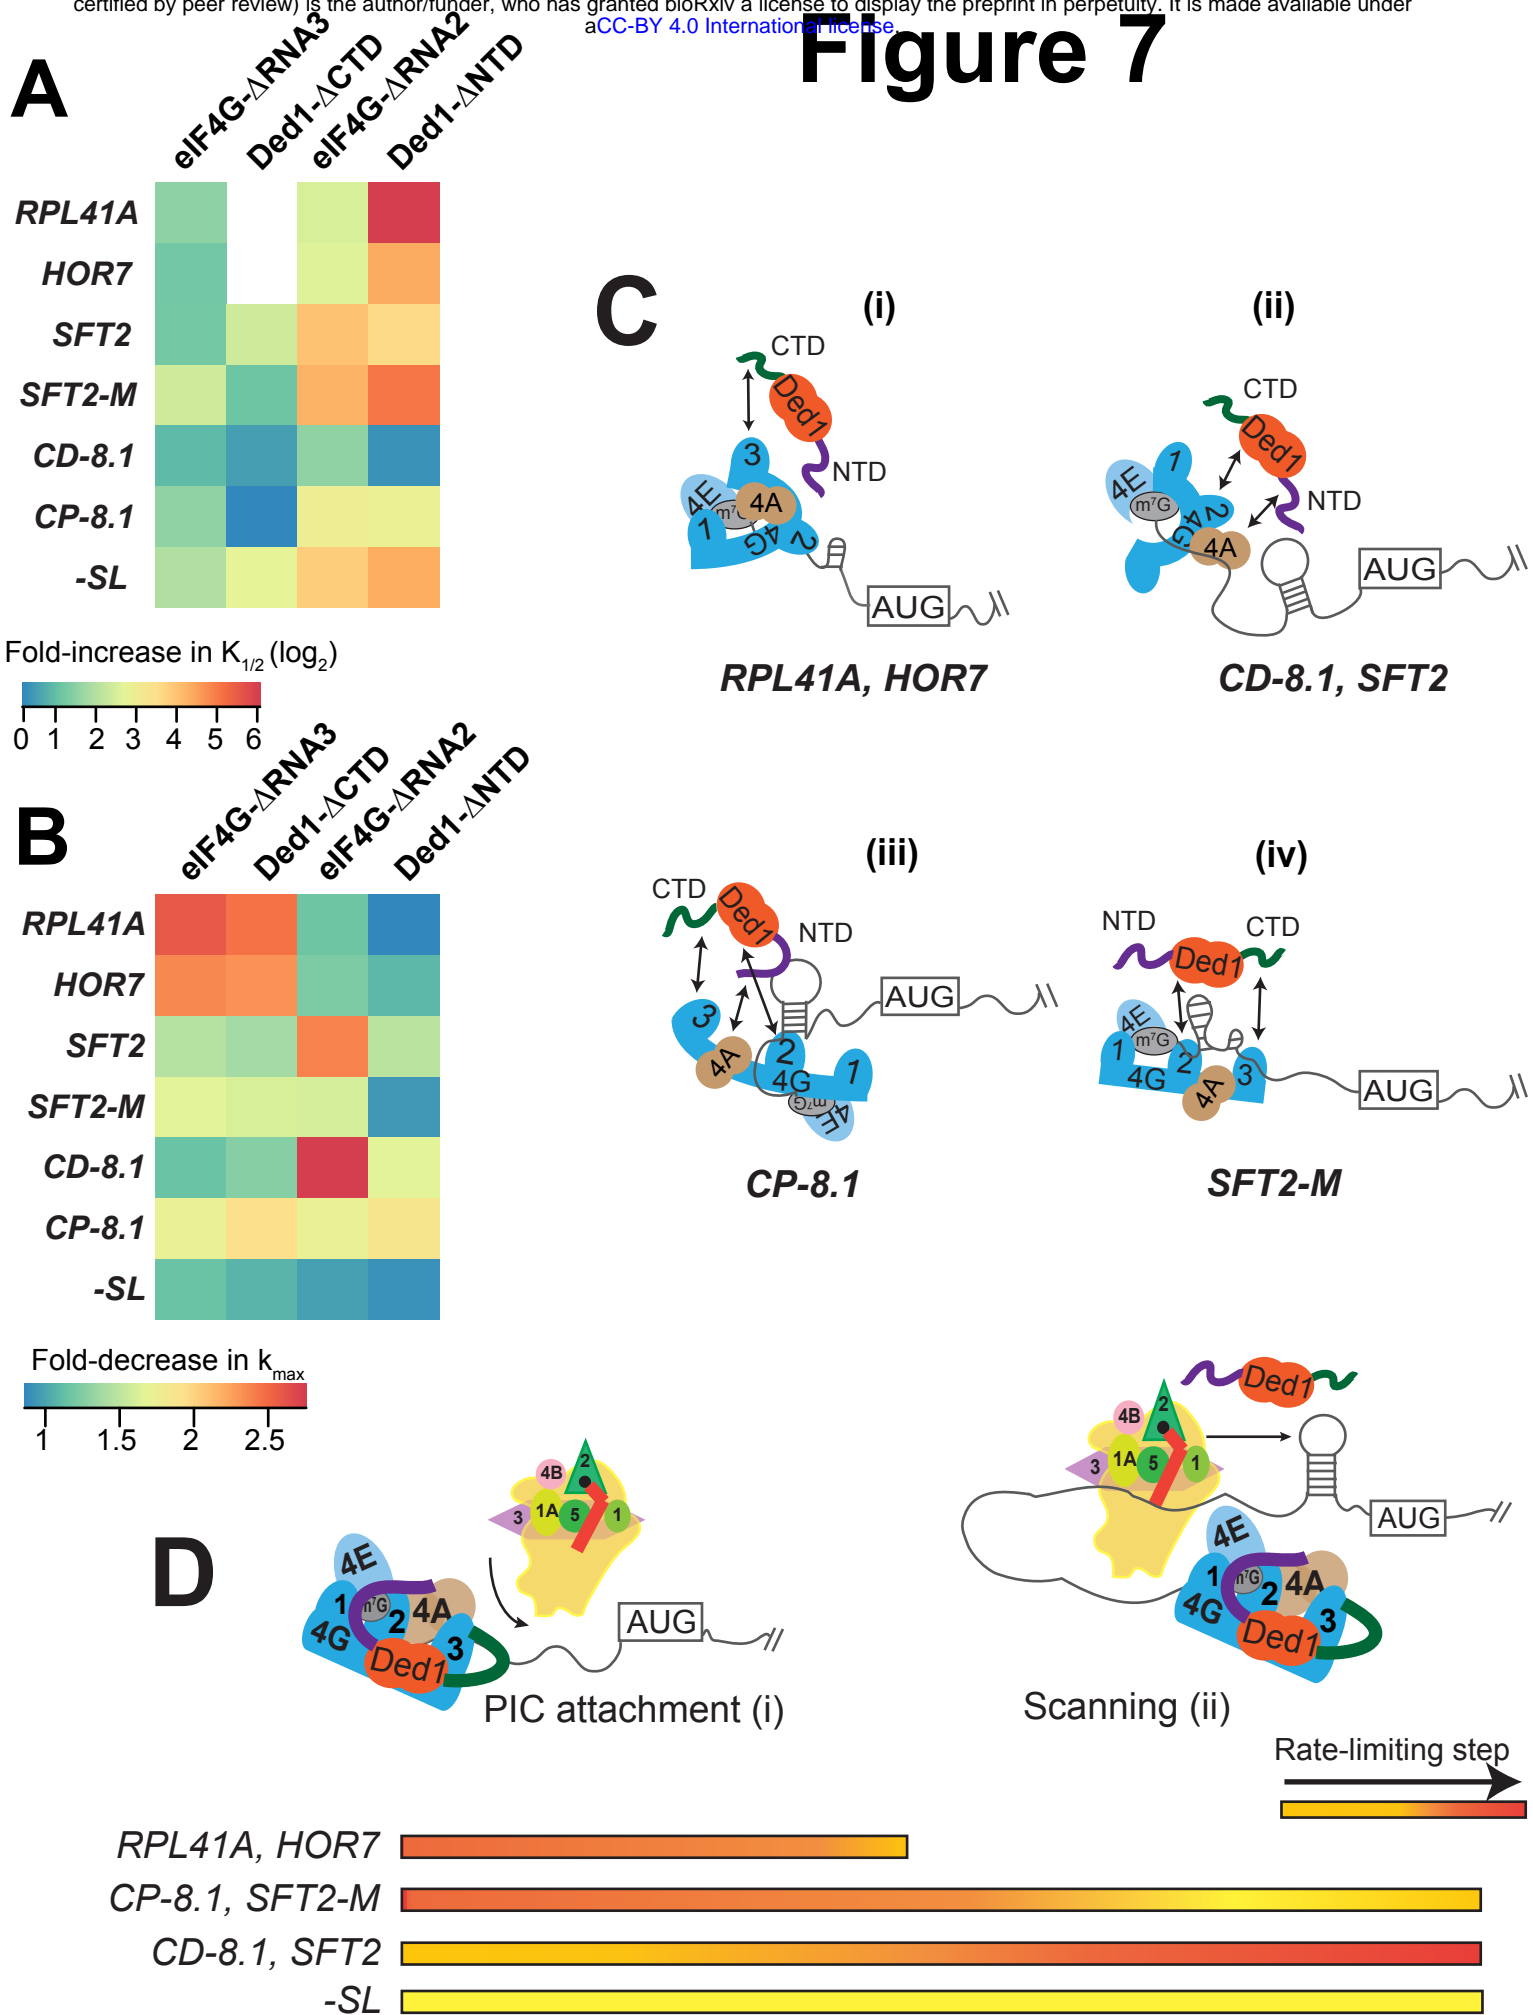 certified by peer review) is the author/funder, who has granted bioRxiv a license to display the preprint in perpetuity. It is made available under
aCC-BY 4.0 International license.
Figure 7
A
eIF4G-ΔRNA3
Ded1-ΔCTD
eIF4G-ΔRNA2
Ded1-ΔNTD
RPL41A
HOR7
SFT2
SFT2-M
CD-8.1
CP-8.1
-SL
Fold-increase in K1/2 (log2)
0 1 2 3 4 5 6
B
eIF4G-ΔRNA3
Ded1-ΔCTD
eIF4G-ΔRNA2
Ded1-ΔNTD
RPL41A
HOR7
SFT2
SFT2-M
CD-8.1
CP-8.1
-SL
Fold-decrease in kmax
1 1.5 2 2.5
C
(i)
CTD
Ded1
NTD
3
4E
m7G
4A
1
4G
2
AUG
RPL41A, HOR7
(ii)
CTD
Ded1
NTD
4E
1
m7G
2
4G
4A
AUG
CD-8.1, SFT2
(iii)
CTD
Ded1
NTD
3
4A
2
4G
1
m7G
4E
AUG
CP-8.1
(iv)
NTD
CTD
Ded1
4E
1
m7G
2
4G
4A
3
AUG
SFT2-M
D
4E
1
m7G
2
4A
4G
3
Ded1
4B
2
3
1A
5
1
AUG
PIC attachment (i)
Ded1
4B
2
3
1A
5
1
AUG
4E
1
m7G
2
4A
4G
3
Ded1
Scanning (ii)
Rate-limiting step
RPL41A, HOR7
CP-8.1, SFT2-M
CD-8.1, SFT2
-SL